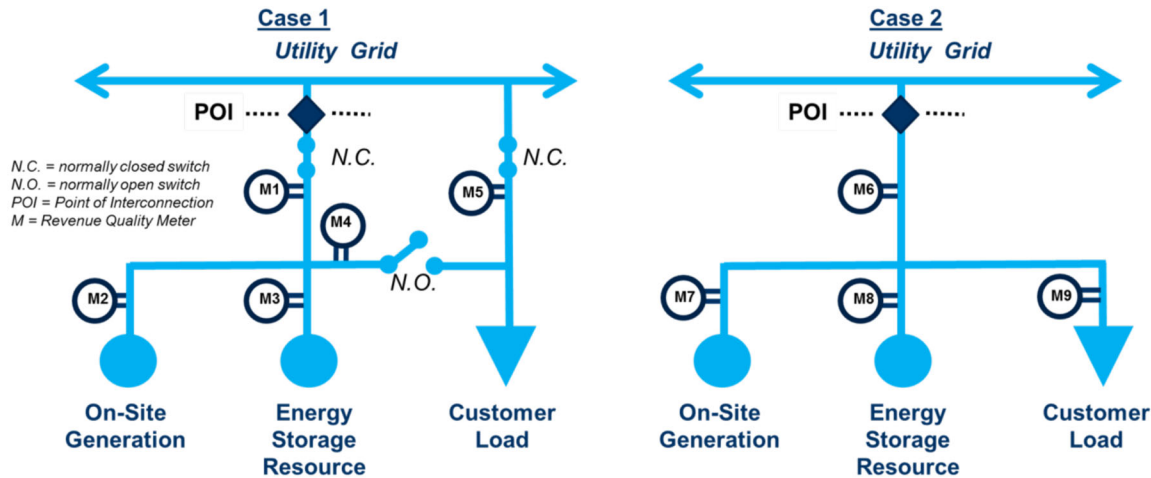 Case 1
Utility Grid
POI
N.C.
N.C.
N.C. = normally closed switch
N.O. = normally open switch
POI = Point of Interconnection
M = Revenue Quality Meter
M1
M5
M4
N.O.
M2
M3
On-Site
Generation
Energy
Storage
Resource
Customer
Load
Case 2
Utility Grid
POI
M6
M7
M8
M9
On-Site
Generation
Energy
Storage
Resource
Customer
Load